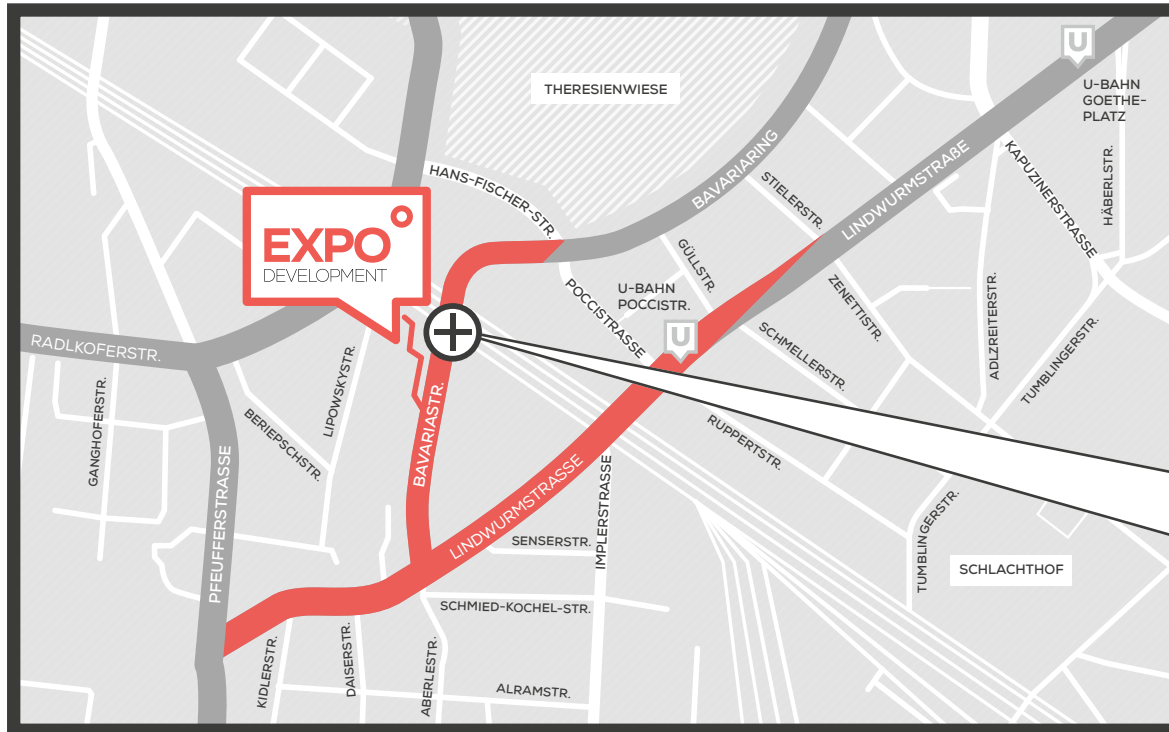 U
U-BAHN
GOETHE-
PLATZ
THERESIENWIESE
BAVARIARING
HANS-FISCHER-STR.
STIELERSTR.
LINDWURMSTRAßE
KAPUZINERSTRASSE
HÄBERLSTR.
EXPO°
DEVELOPMENT
GÜLLSTR.
U-BAHN
POCCISTR.
POCCISTRASSE
U
ZENETTISTR.
ADLZREITERSTR.
TUMBLINGERSTR.
SCHMELLERSTR.
RADLKOFERSTR.
GANGHOFERSTR.
BERIEPSCHSTR.
LIPOWSKYSTR.
BAVARIASTR.
RUPPERTSTR.
PFEUFFERSTRASSE
LINDWURMSTRASSE
IMPLERSTRASSE
TUMBLINGERSTR.
SENSERSTR.
SCHLACHTHOF
SCHMIED-KOCHEL-STR.
KIDLERSTR.
DAISERSTR.
ABERLESTR.
ALRAMSTR.